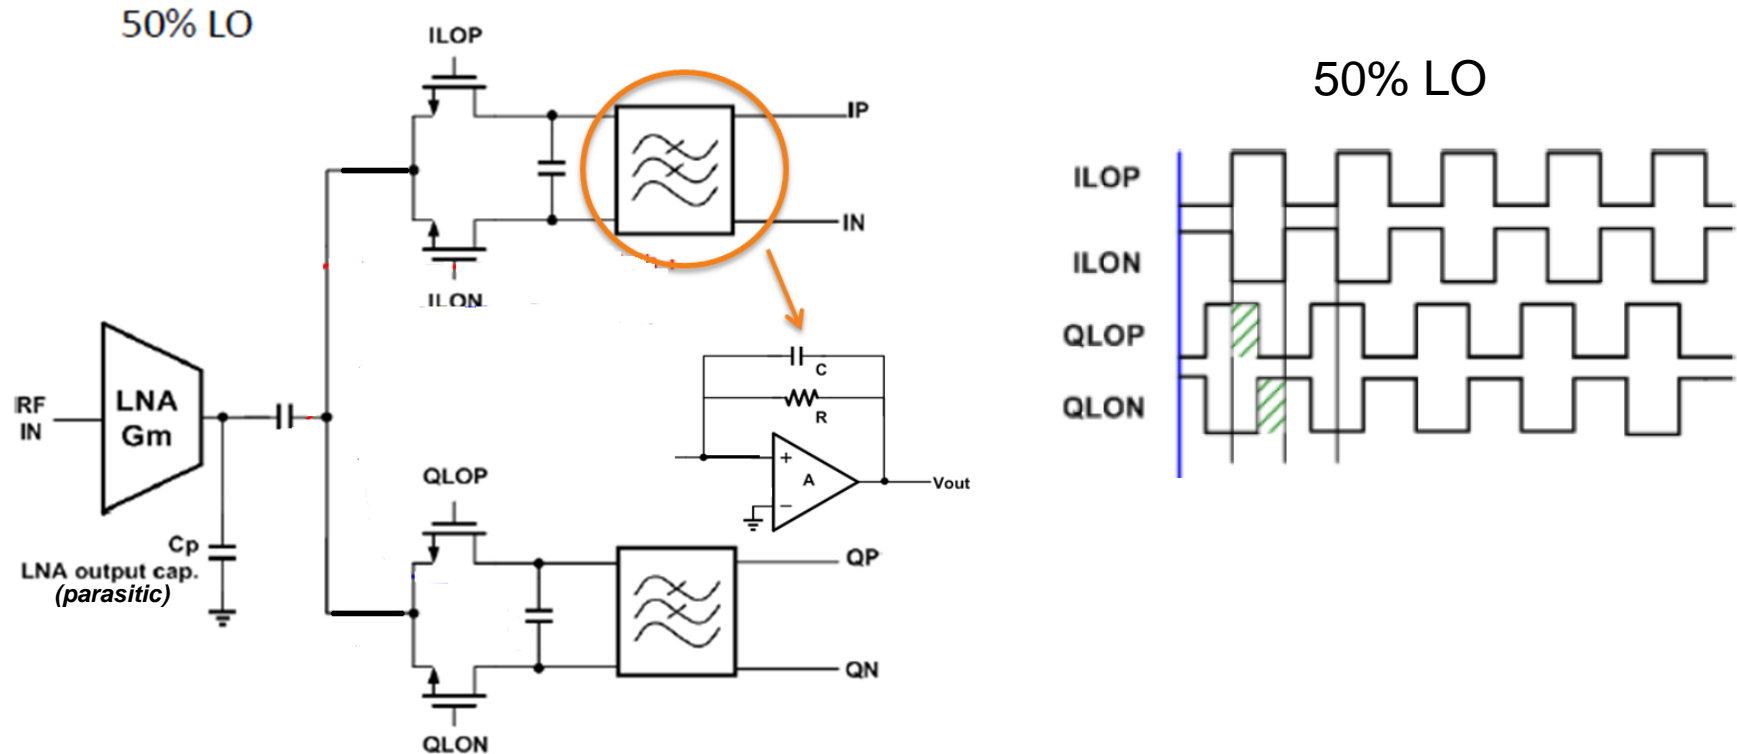 50% LO
ILOP
IP
IN
ILON
RF
IN
LNA
Gm
Cp
LNA output cap.
(parasitic)
C
R
+
A
−
Vout
QLOP
QP
QN
QLON
50% LO
ILOP
ILON
QLOP
QLON